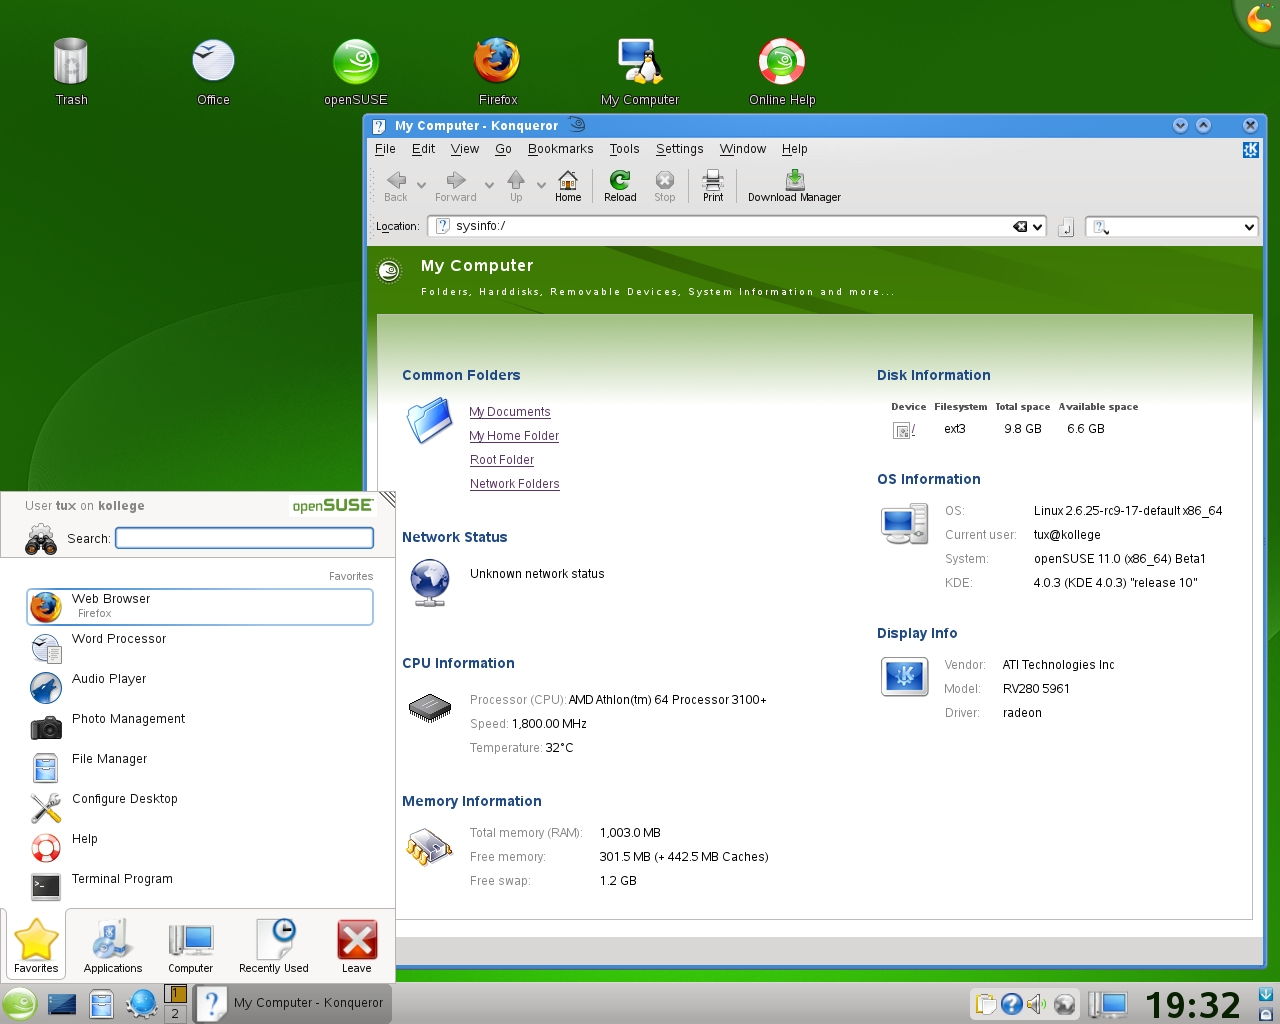 Trash
Office
openSUSE
Firefox
My Computer
Online Help
My Computer - Konqueror
File Edit View Go Bookmarks Tools Settings Window Help
Back Forward Up Home Reload Stop Print Download Manager
Location: sysinfo:/
My Computer
Folders, Harddisks, Removable Devices, System Information and more...
Common Folders
My Documents
My Home Folder
Root Folder
Network Folders
Network Status
Unknown network status
CPU Information
Processor (CPU): AMD Athlon(tm) 64 Processor 3100+
Speed: 1,800.00 MHz
Temperature: 32°C
Memory Information
Total memory (RAM): 1,003.0 MB
Free memory: 301.5 MB (+ 442.5 MB Caches)
Free swap: 1.2 GB
Disk Information
Device Filesystem Total space Available space
/ ext3 9.8 GB 6.6 GB
OS Information
OS: Linux 2.6.25-rc9-17-default x86_64
Current user: tux@kollege
System: openSUSE 11.0 (x86_64) Beta1
KDE: 4.0.3 (KDE 4.0.3) "release 10"
Display Info
Vendor: ATI Technologies Inc
Model: RV280 5961
Driver: radeon
User tux on kollege
openSUSE
Search:
Favorites
Web Browser
Firefox
Word Processor
Audio Player
Photo Management
File Manager
Configure Desktop
Help
Terminal Program
Favorites Applications Computer Recently Used Leave
1
2
My Computer - Konqueror
19:32